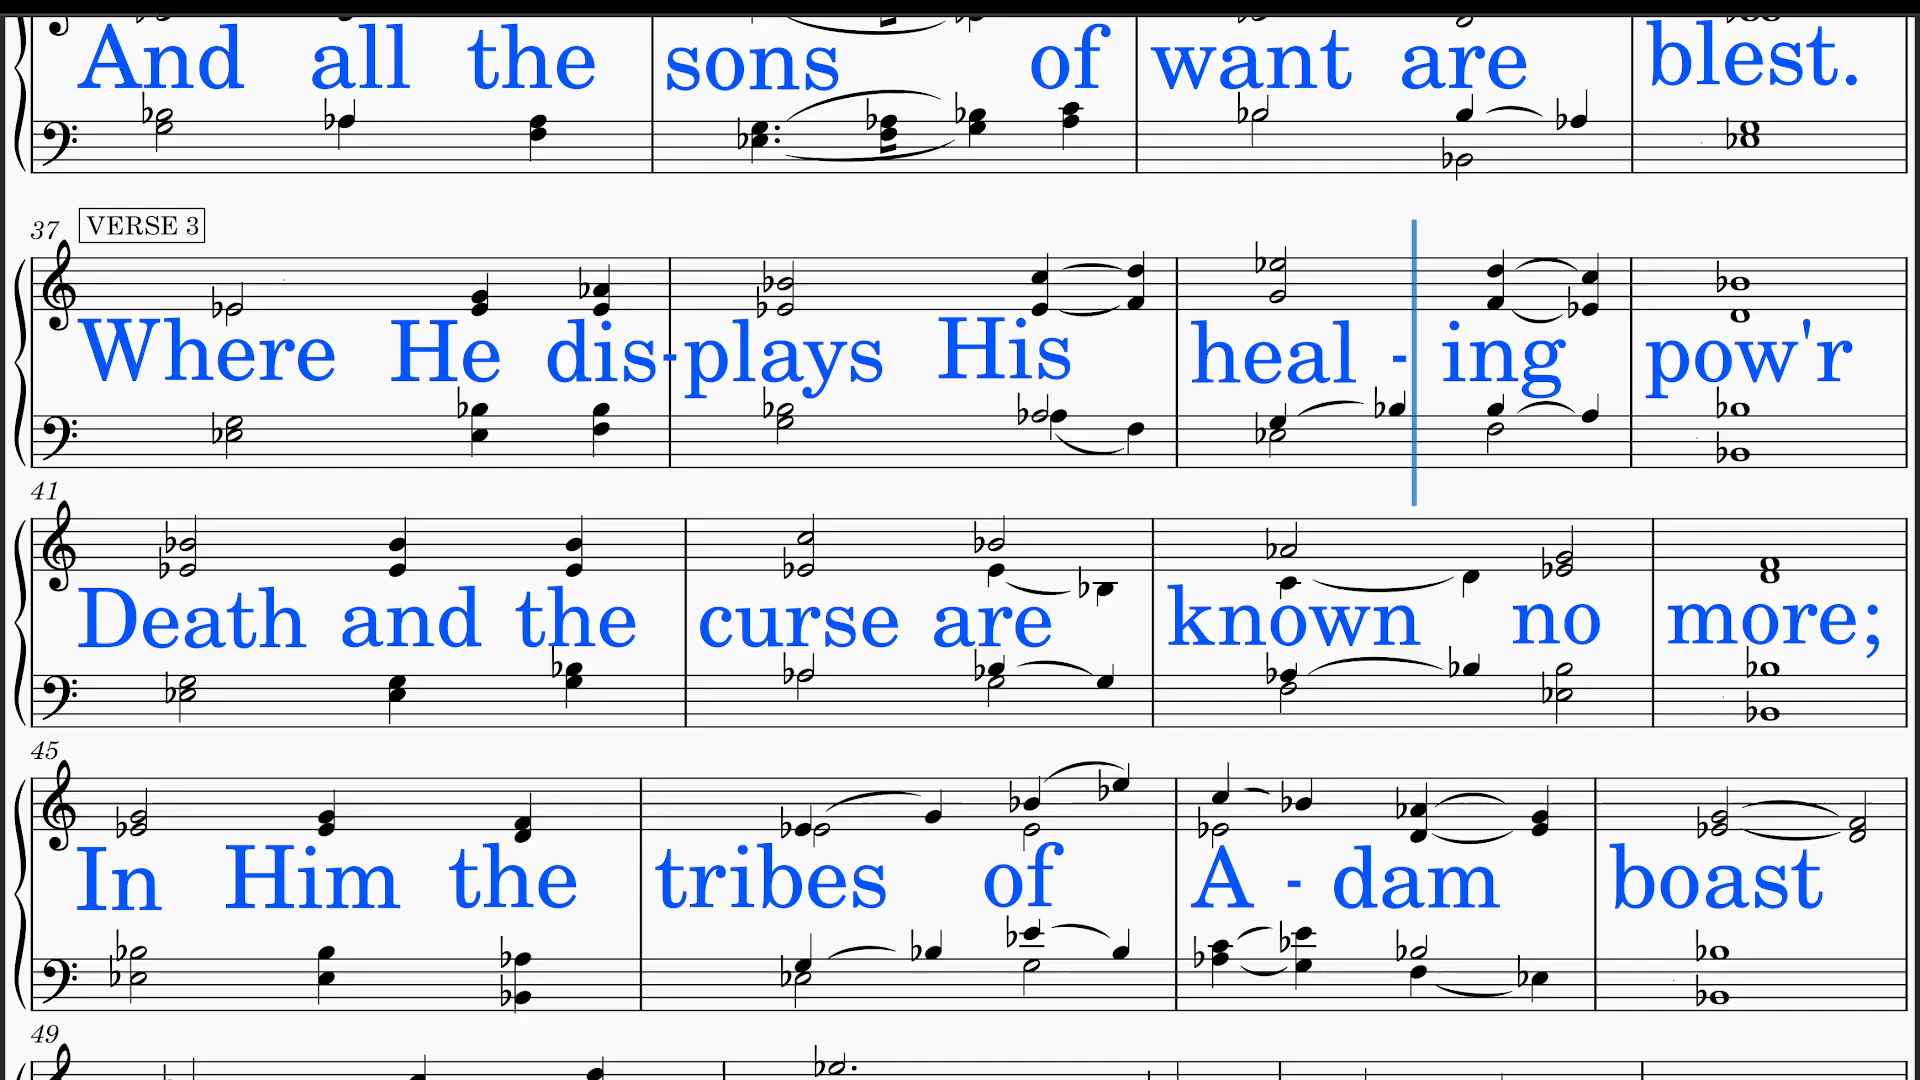 And all the sons of want are blest.
37 VERSE 3
Where He dis-plays His heal - ing pow'r
41
Death and the curse are known no more;
45
In Him the tribes of A - dam boast
49